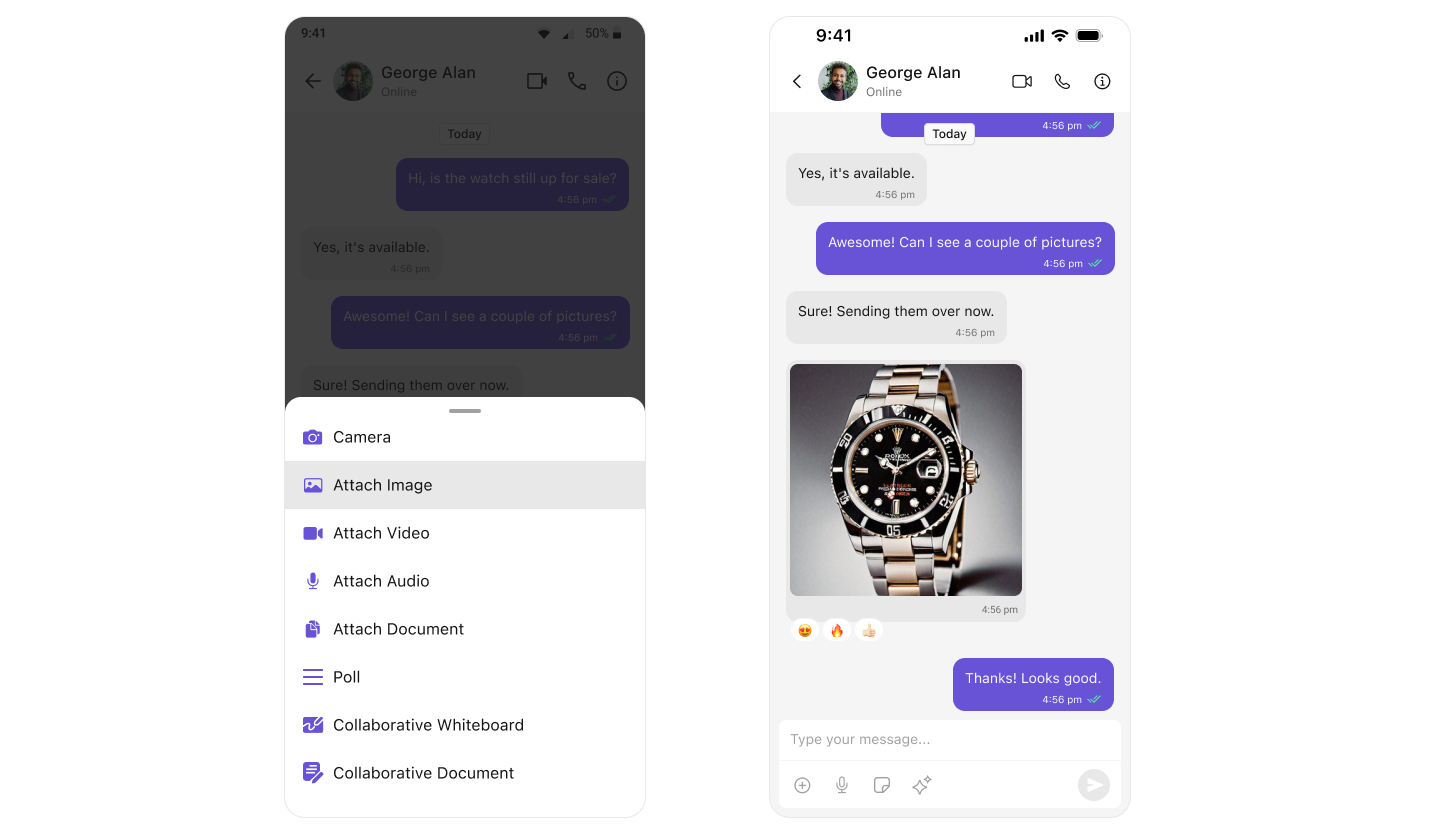 9:41
50%
George Alan
Online
Today
Hi, is the watch still up for sale?
4:56 pm
Yes, it's available.
4:56 pm
Awesome! Can I see a couple of pictures?
4:56 pm
Sure! Sending them over now.
Camera
Attach Image
Attach Video
Attach Audio
Attach Document
Poll
Collaborative Whiteboard
Collaborative Document
9:41
George Alan
Online
4:56 pm
Today
Yes, it's available.
4:56 pm
Awesome! Can I see a couple of pictures?
4:56 pm
Sure! Sending them over now.
4:56 pm
4:56 pm
Thanks! Looks good.
4:56 pm
Type your message...